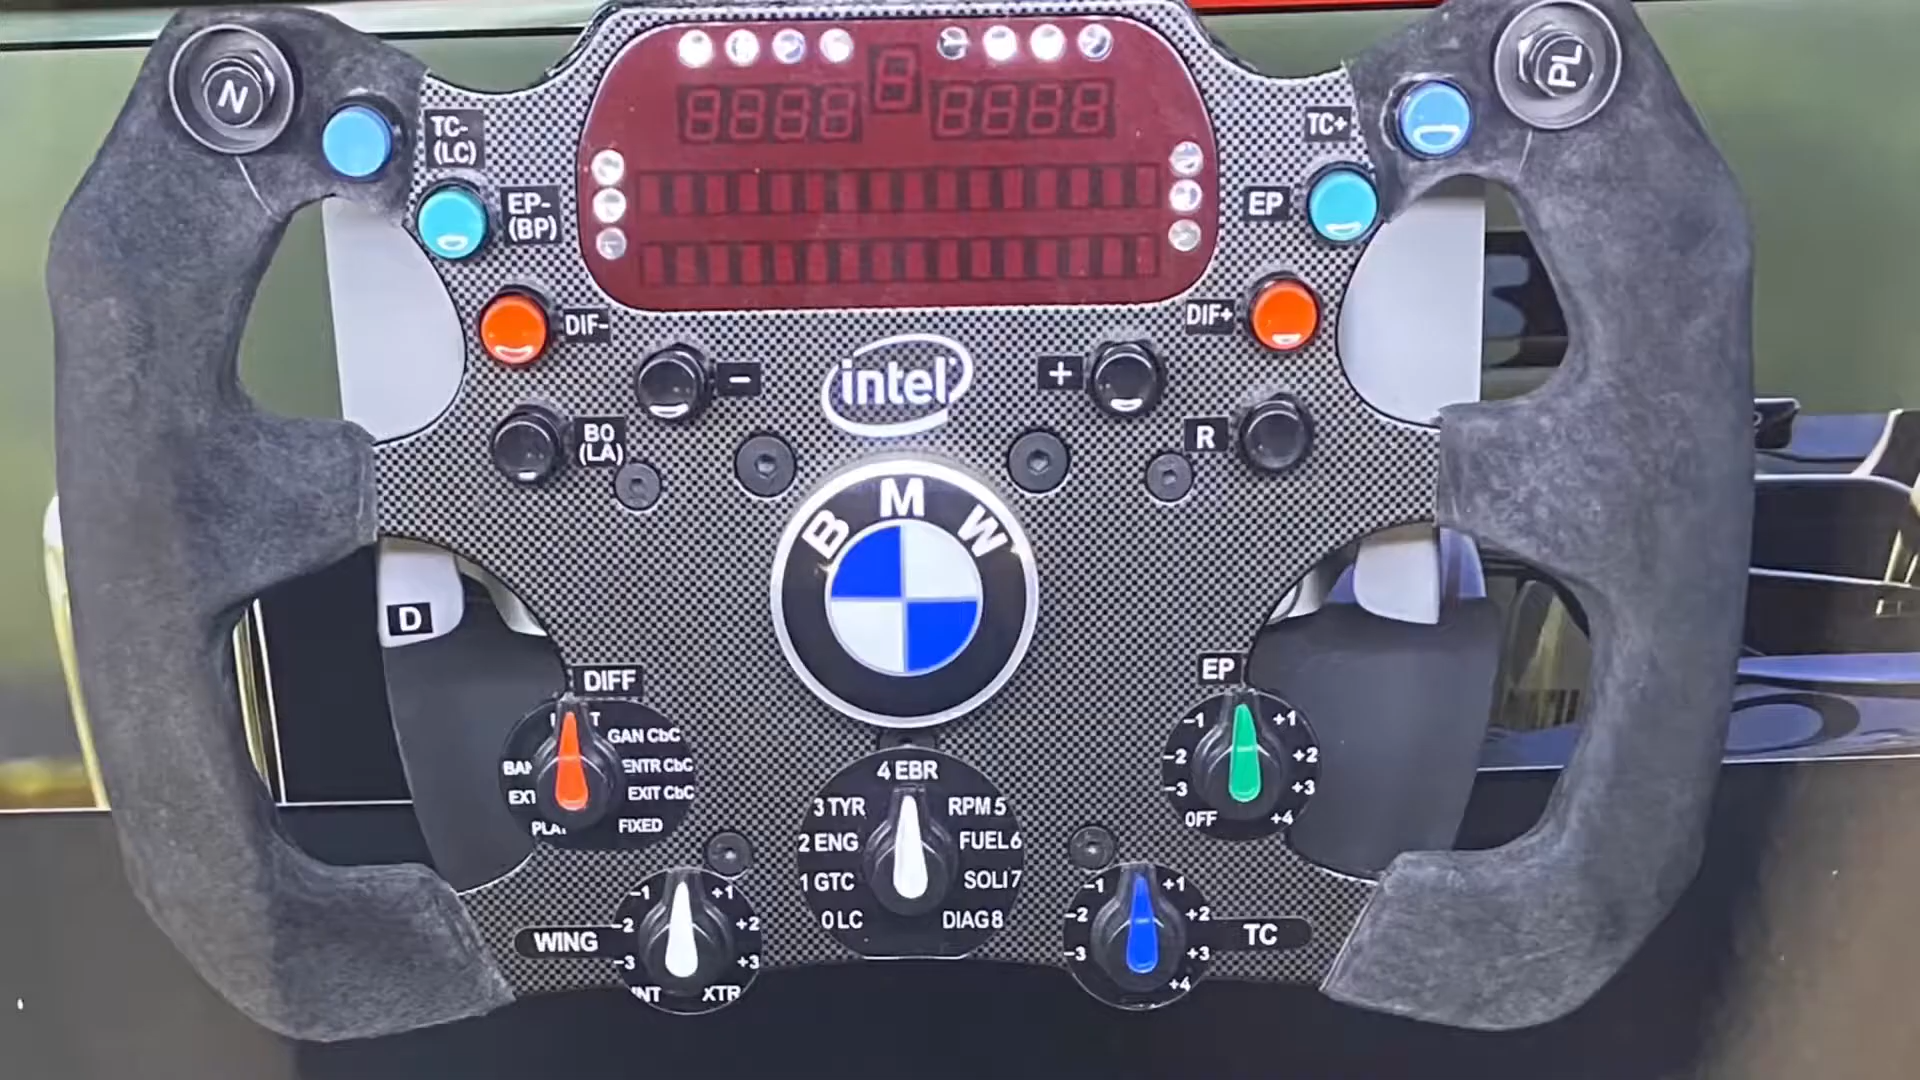 N
PL
TC-
(LC)
TC+
8888
8
8888
EP-
(BP)
EP
DIF-
DIF+
-
intel
+
BO
(LA)
R
BMW
D
DIFF
EP
GAN CbC
ENTR CbC
EXIT CbC
FIXED
-1
+1
-2
+2
-3
+3
OFF
+4
4 EBR
3 TYR
RPM 5
2 ENG
FUEL 6
1 GTC
SOLI 7
0 LC
DIAG 8
WING
-1
+1
-2
+2
-3
+3
TC
-1
+1
-2
+2
-3
+3
+4